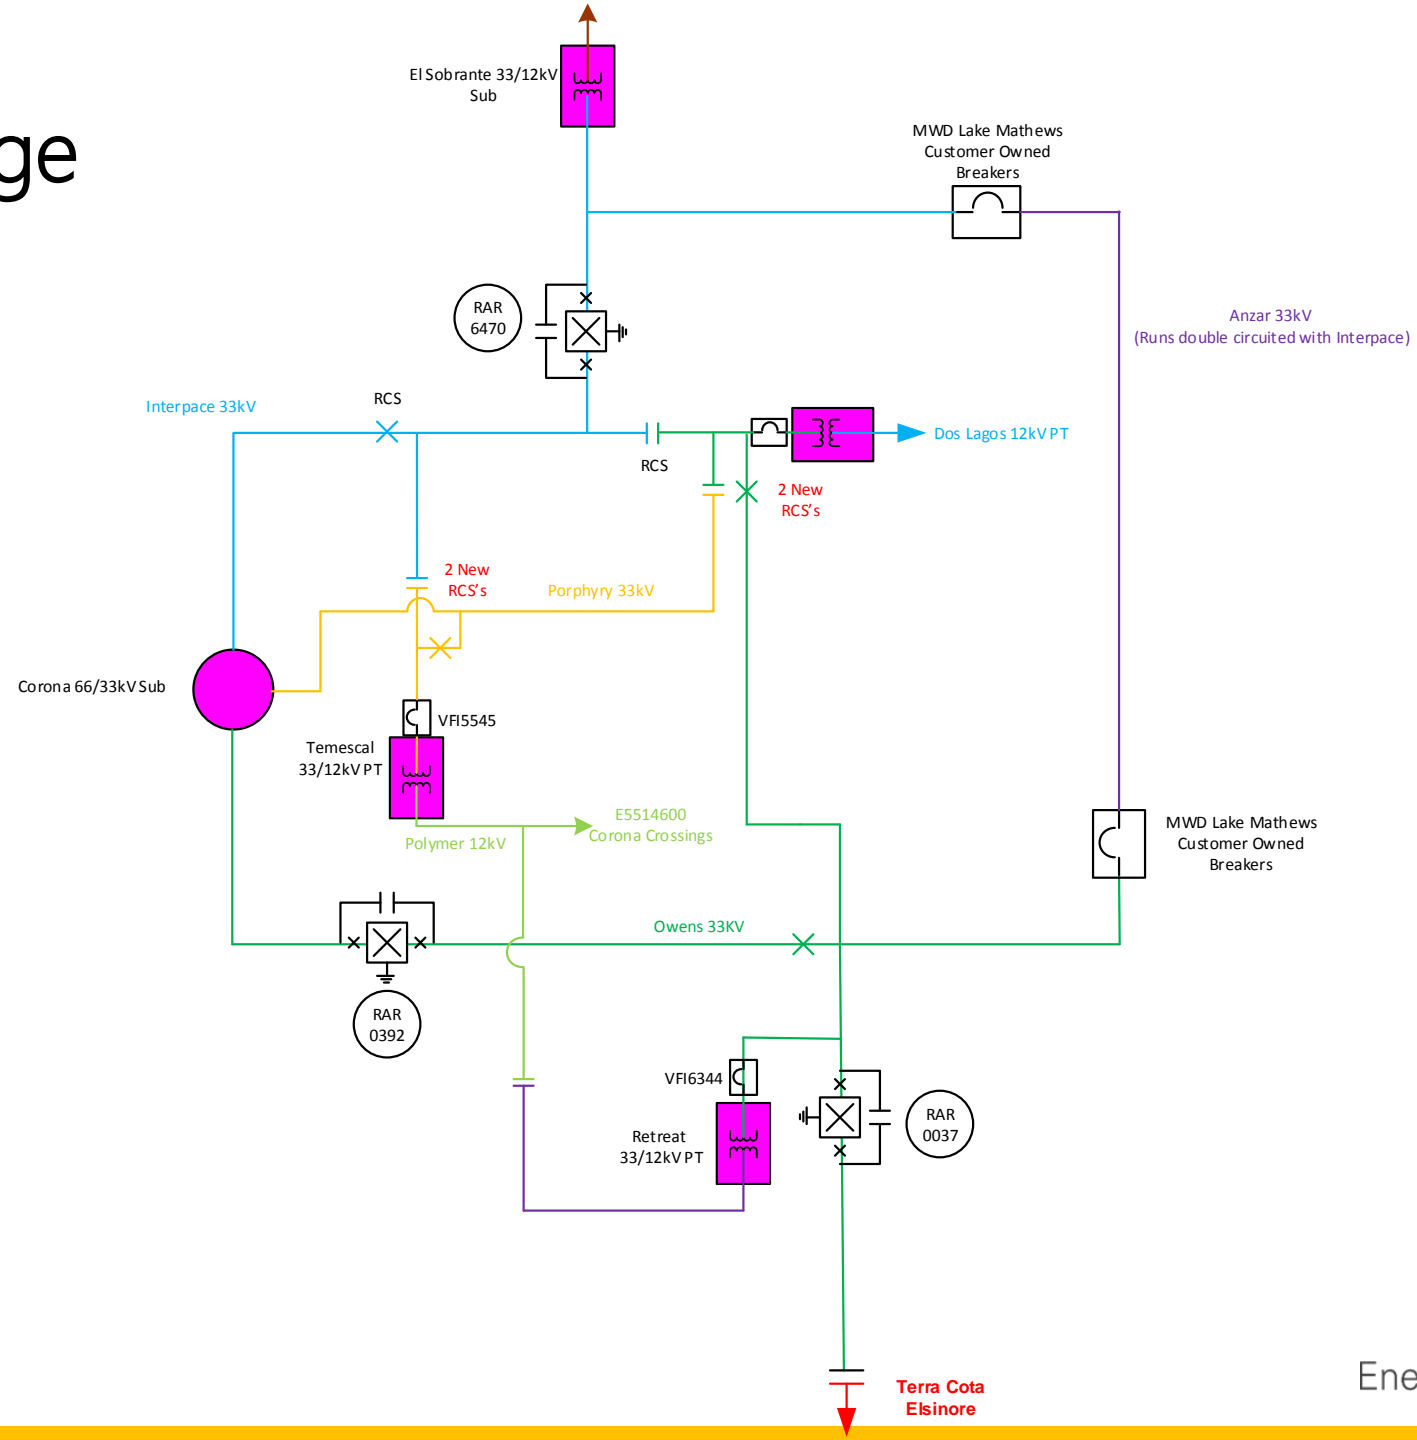 ge
El Sobrante 33/12kV
Sub
MWD Lake Mathews
Customer Owned
Breakers
RAR
6470
Anzar 33kV
(Runs double circuited with Interpace)
Interpace 33kV
RCS
RCS
Dos Lagos 12kV PT
2 New
RCS's
2 New
RCS's
Porphyry 33kV
Corona 66/33kV Sub
VFI5545
Temescal
33/12kV PT
E5514600
Corona Crossings
Polymer 12kV
MWD Lake Mathews
Customer Owned
Breakers
Owens 33KV
RAR
0392
VFI6344
RAR
0037
Retreat
33/12kV PT
Terra Cota
Elsinore
Ene